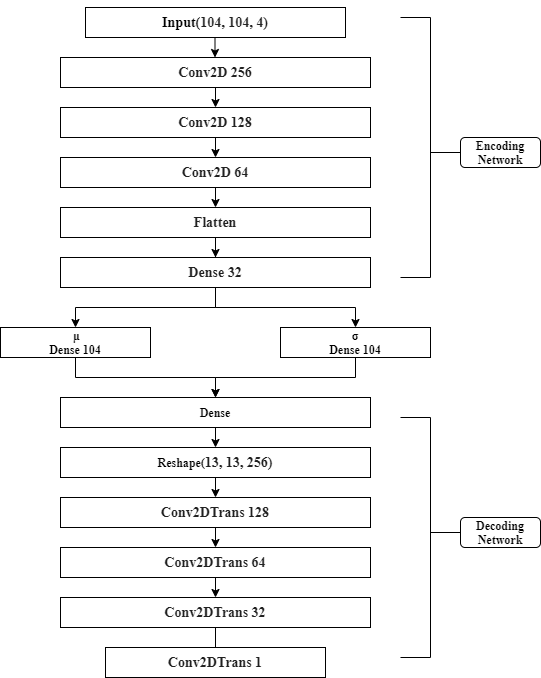 Input(104, 104, 4)
Conv2D 256
Conv2D 128
Conv2D 64
Flatten
Dense 32
Encoding
Network
μ
Dense 104
σ
Dense 104
Dense
Reshape(13, 13, 256)
Conv2DTrans 128
Conv2DTrans 64
Conv2DTrans 32
Conv2DTrans 1
Decoding
Network